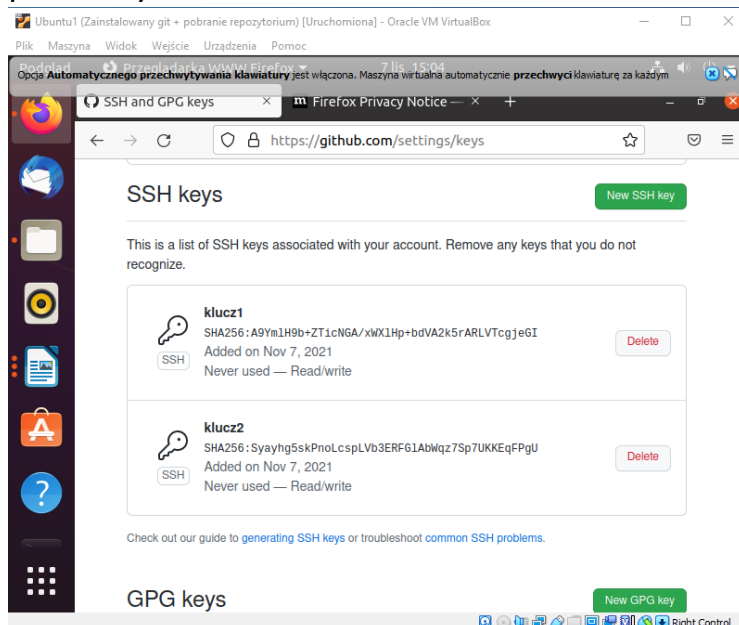 Ubuntu1 (Zainstalowany git + pobranie repozytorium) [Uruchomiona] - Oracle VM VirtualBox
Plik Maszyna Widok Wejście Urządzenia Pomoc
Podgląd Przeglądarka WWW Firefox 7 lis 15:04
Opcja Automatycznego przechwytywania klawiatury jest włączona. Maszyna wirtualna automatycznie przechwyci klawiaturę za każdym
SSH and GPG keys × m Firefox Privacy Notice — × +
https://github.com/settings/keys
SSH keys
New SSH key
This is a list of SSH keys associated with your account. Remove any keys that you do not
recognize.
klucz1
SHA256:A9YmlH9b+ZTicNGA/xWXlHp+bdVA2k5rARLVTcgjeGI
Added on Nov 7, 2021
Never used — Read/write
SSH
Delete
klucz2
SHA256:Syayhg5skPnoLcspLVb3ERFGlAbWqz7Sp7UKKEqFPgU
Added on Nov 7, 2021
Never used — Read/write
SSH
Delete
Check out our guide to generating SSH keys or troubleshoot common SSH problems.
GPG keys
New GPG key
Right Control